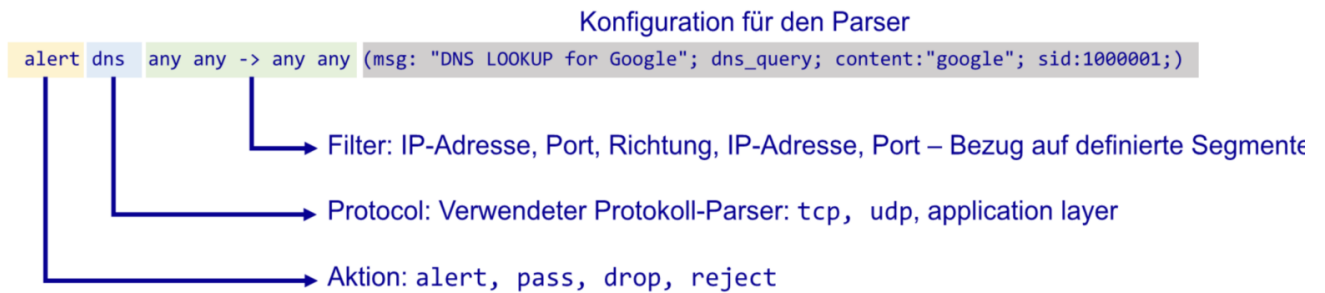 Konfiguration für den Parser
alert dns any any -> any any (msg: "DNS LOOKUP for Google"; dns_query; content:"google"; sid:1000001;)
Filter: IP-Adresse, Port, Richtung, IP-Adresse, Port – Bezug auf definierte Segmente
Protocol: Verwendeter Protokoll-Parser: tcp, udp, application layer
Aktion: alert, pass, drop, reject